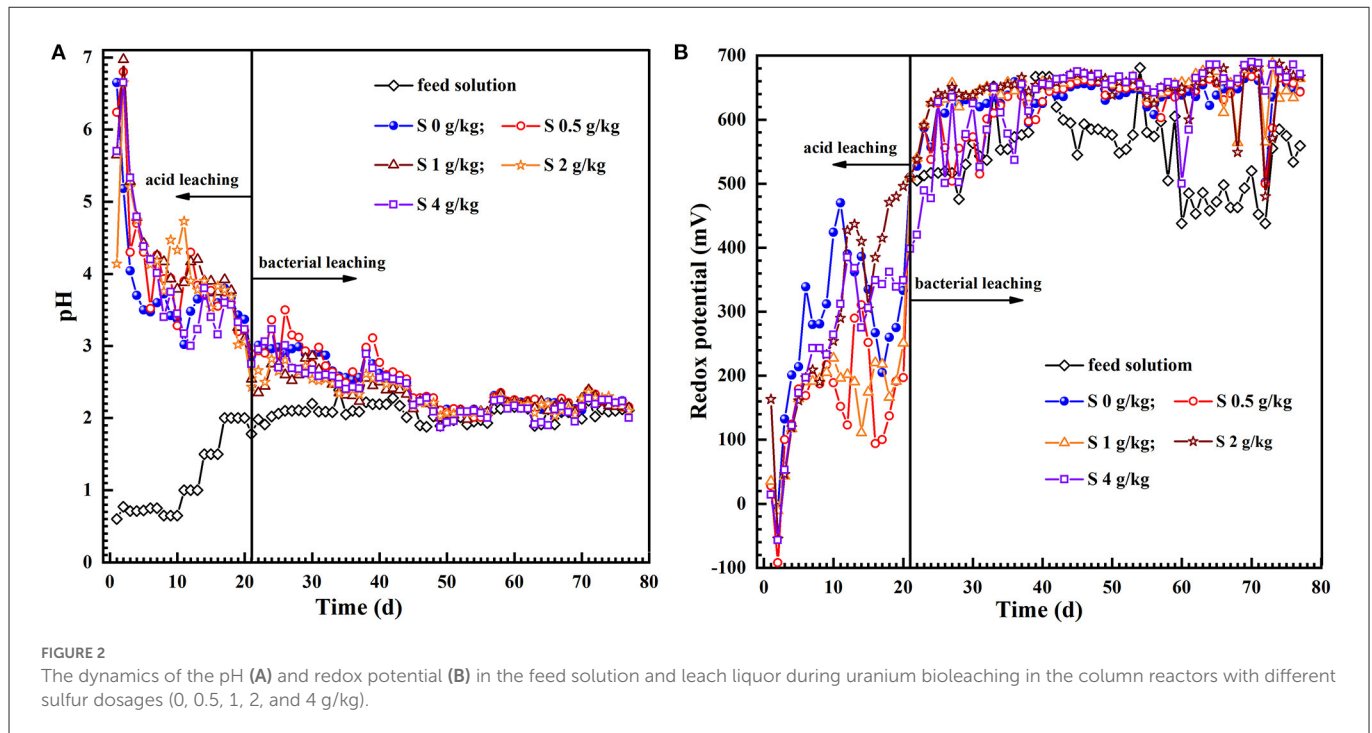 A
7
6
5
4
3
2
1
0
pH
feed solution
S 0 g/kg; S 0.5 g/kg
S 1 g/kg; S 2 g/kg
S 4 g/kg
acid leaching
bacterial leaching
0 10 20 30 40 50 60 70 80
Time (d)
B
700
600
500
400
300
200
100
0
-100
Redox potential (mV)
acid leaching
bacterial leaching
feed solutiom
S 0 g/kg; S 0.5 g/kg
S 1 g/kg; S 2 g/kg
S 4 g/kg
0 10 20 30 40 50 60 70 80
Time (d)
FIGURE 2
The dynamics of the pH (A) and redox potential (B) in the feed solution and leach liquor during uranium bioleaching in the column reactors with different
sulfur dosages (0, 0.5, 1, 2, and 4 g/kg).